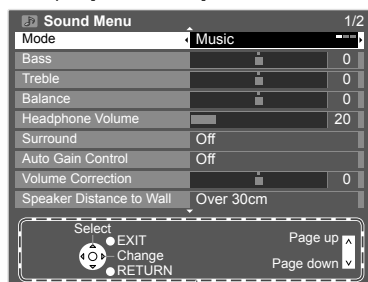 Sound Menu 1/2
Mode Music
Bass 0
Treble 0
Balance 0
Headphone Volume 20
Surround Off
Auto Gain Control Off
Volume Correction 0
Speaker Distance to Wall Over 30cm
Select
EXIT
Change
RETURN
Page up
Page down